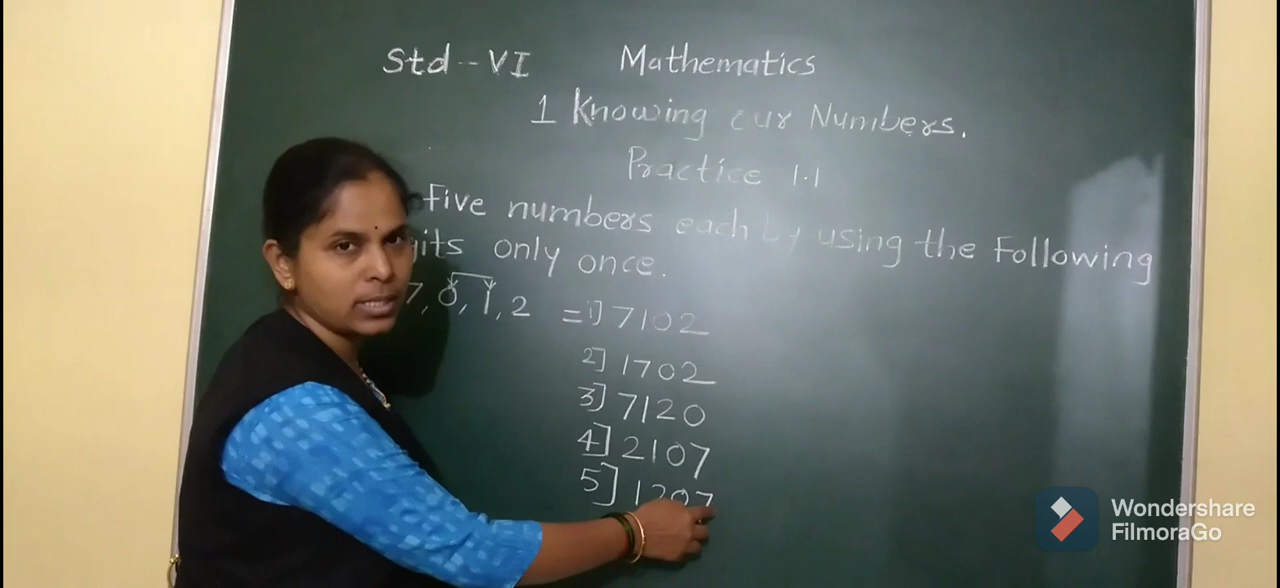 Std - VI Mathematics
1 Knowing our Numbers.
Practice 1.1
Five numbers each by using the Following
its only once.
7, 0, 1, 2 = 1] 7102
2] 1702
3] 7120
4] 2107
5] 1207
Wondershare
FilmoraGo